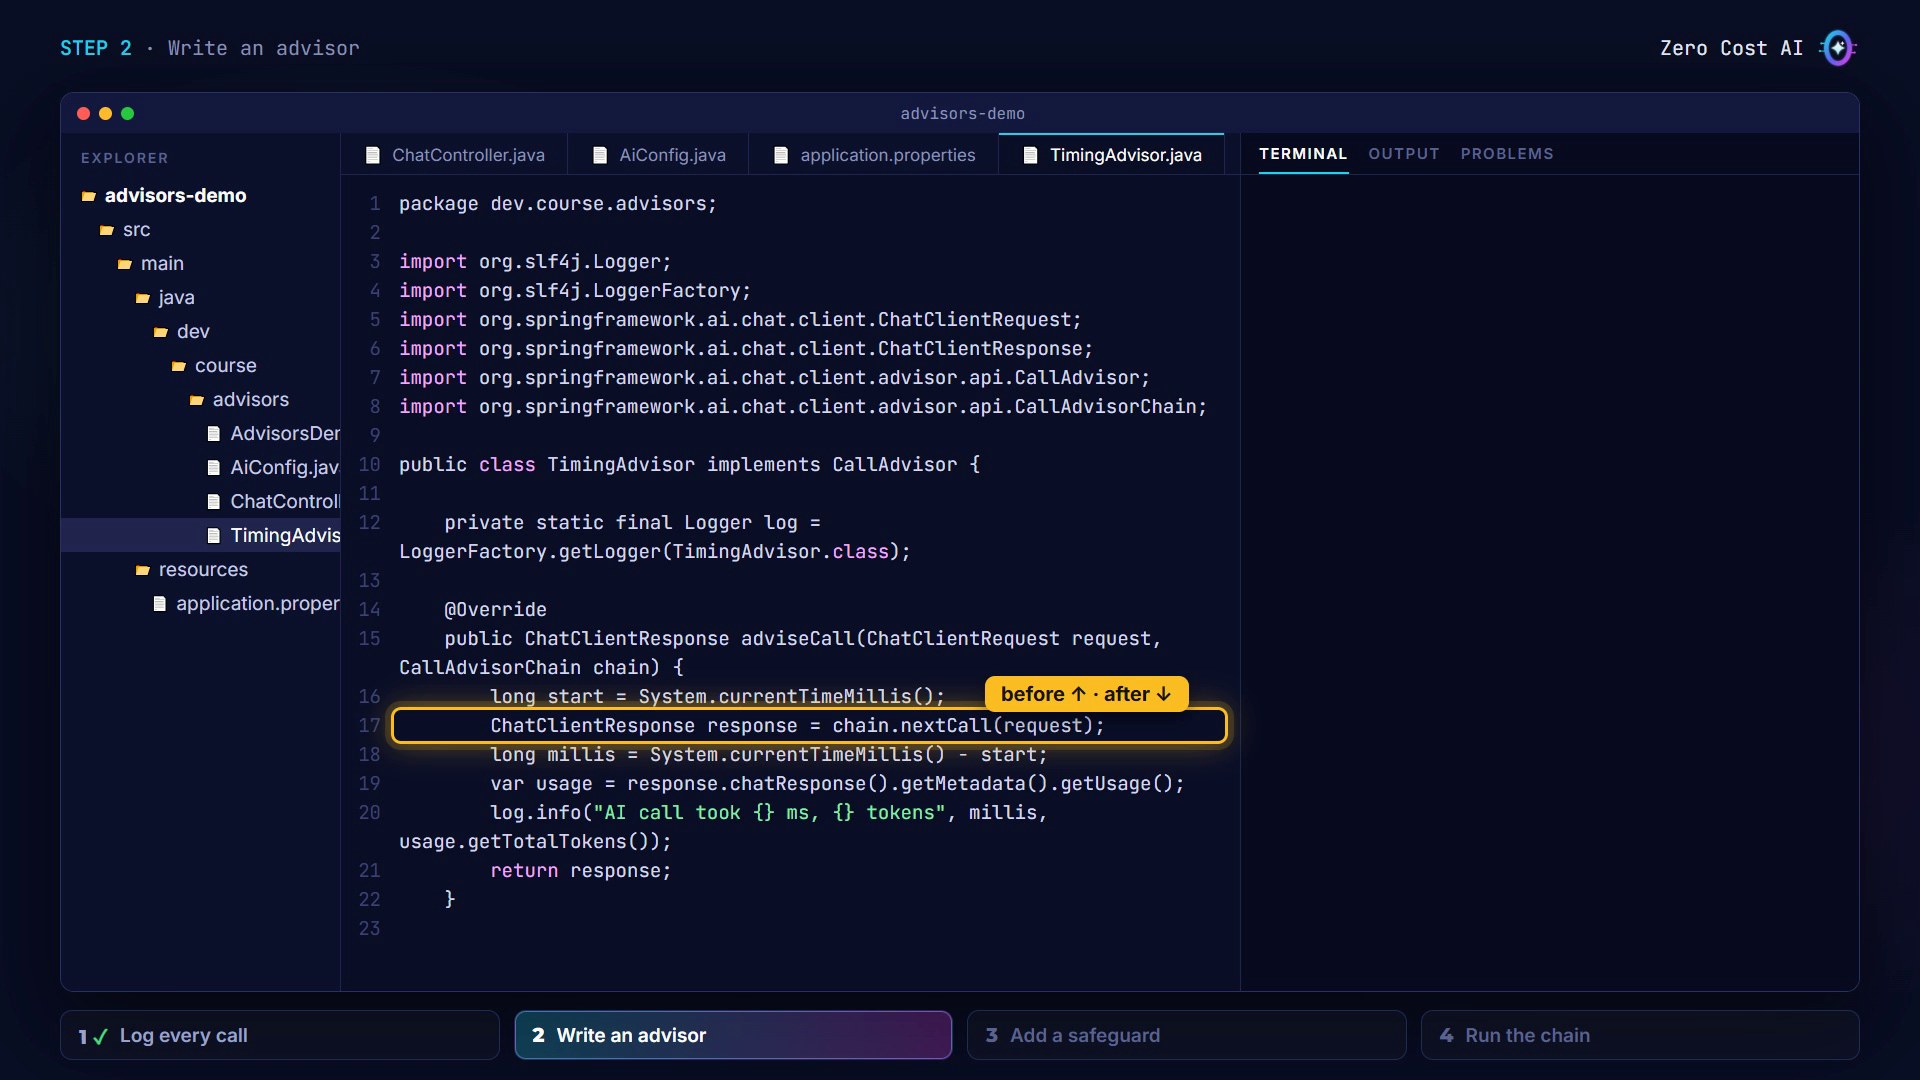 STEP 2 · Write an advisor
Zero Cost AI
advisors-demo
EXPLORER
advisors-demo
src
main
java
dev
course
advisors
AdvisorsDer
AiConfig.jav
ChatControll
TimingAdvis
resources
application.proper
ChatController.java
AiConfig.java
application.properties
TimingAdvisor.java
1 package dev.course.advisors;
2
3 import org.slf4j.Logger;
4 import org.slf4j.LoggerFactory;
5 import org.springframework.ai.chat.client.ChatClientRequest;
6 import org.springframework.ai.chat.client.ChatClientResponse;
7 import org.springframework.ai.chat.client.advisor.api.CallAdvisor;
8 import org.springframework.ai.chat.client.advisor.api.CallAdvisorChain;
9
10 public class TimingAdvisor implements CallAdvisor {
11
12     private static final Logger log =
LoggerFactory.getLogger(TimingAdvisor.class);
13
14     @Override
15     public ChatClientResponse adviseCall(ChatClientRequest request,
CallAdvisorChain chain) {
16         long start = System.currentTimeMillis();
before ↑ · after ↓
17         ChatClientResponse response = chain.nextCall(request);
18         long millis = System.currentTimeMillis() - start;
19         var usage = response.chatResponse().getMetadata().getUsage();
20         log.info("AI call took {} ms, {} tokens", millis,
usage.getTotalTokens());
21         return response;
22     }
23
TERMINAL OUTPUT PROBLEMS
1✓ Log every call
2 Write an advisor
3 Add a safeguard
4 Run the chain